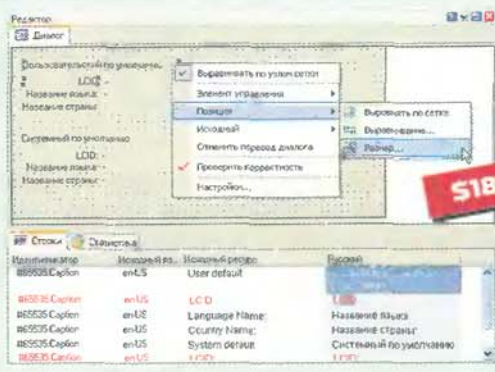 Редактор
Диалог
Пользовательский по умолчанию
LCID: -
Название языка: -
Название страны:
Системный по умолчанию
LCID: -
Название языка: -
Название страны: -
Выравнивать по узлам сетки
Элемент управления
Позиция
Исходный
Отменить перевод диалога
Проверить корректность
Настройки...
Выровнять по сетке
Выравнивание...
Размер...
$18
Строки
Статистика
Идентификатор
Исходный ресурс
Русский
#65535.Caption en-US User default
#65535.Caption en-US LCID
#65535.Caption en-US Language Name: Название языка
#65535.Caption en-US Country Name: Название страны:
#65535.Caption en-US System default Системный по умолчанию
#65535.Caption en-US LCID: LCID: